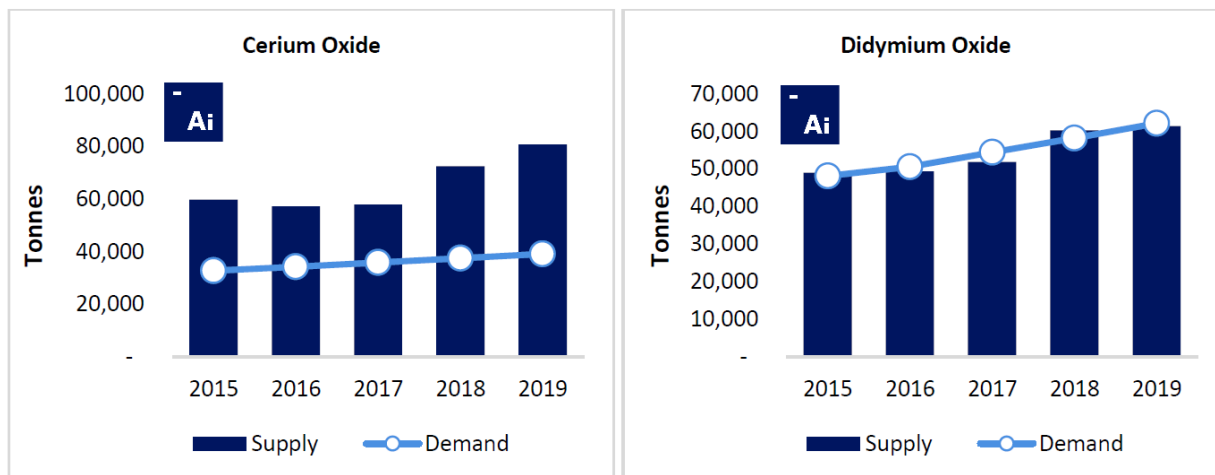 Cerium Oxide
- Ai
Tonnes
100,000
80,000
60,000
40,000
20,000
-
2015 2016 2017 2018 2019
Supply Demand
Didymium Oxide
- Ai
Tonnes
70,000
60,000
50,000
40,000
30,000
20,000
10,000
-
2015 2016 2017 2018 2019
Supply Demand